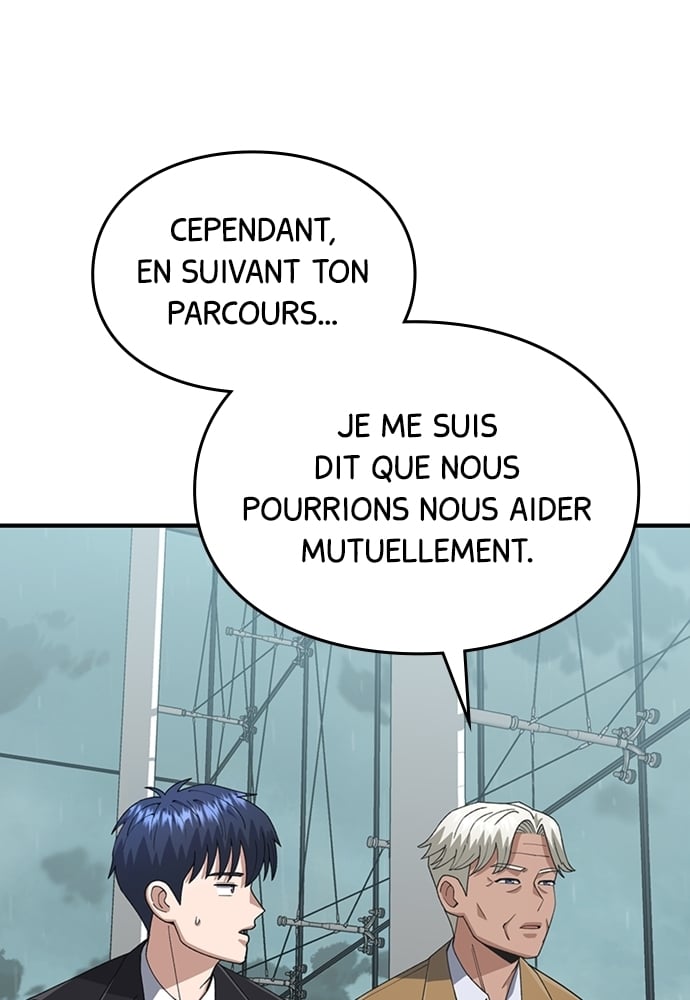 CEPENDANT,
EN SUIVANT TON
PARCOURS...
JE ME SUIS
DIT QUE NOUS
POURRIONS NOUS AIDER
MUTUELLEMENT.